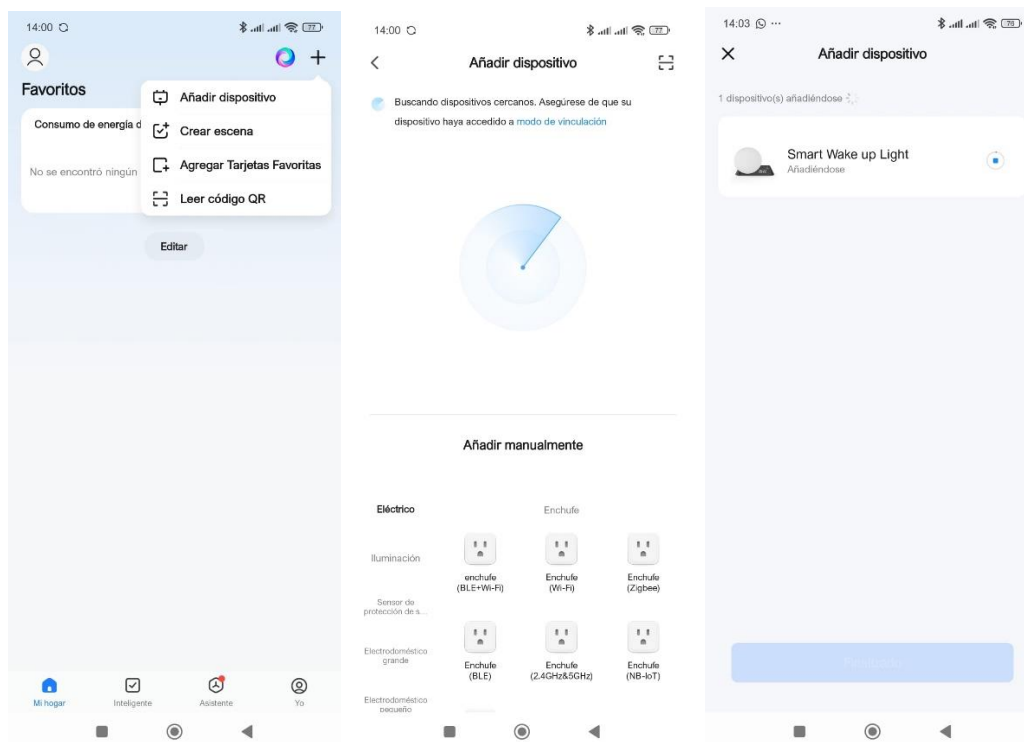 14:00
77
Favoritos
Añadir dispositivo
Consumo de energía d
Crear escena
No se encontró ningún
Agregar Tarjetas Favoritas
Leer código QR
Editar
Mi hogar
Inteligente
Asistente
Yo
14:00
77
Añadir dispositivo
Buscando dispositivos cercanos. Asegúrese de que su
dispositivo haya accedido a modo de vinculación
Añadir manualmente
Eléctrico
Enchufe
Iluminación
enchufe
(BLE+Wi-Fi)
Enchufe
(Wi-Fi)
Enchufe
(Zigbee)
Sensor de
protección de s...
Electrodoméstico
grande
Enchufe
(BLE)
Enchufe
(2.4GHz&5GHz)
Enchufe
(NB-IoT)
Electrodoméstico
pequeño
14:03
76
Añadir dispositivo
1 dispositivo(s) añadiéndose
Smart Wake up Light
Añadiéndose